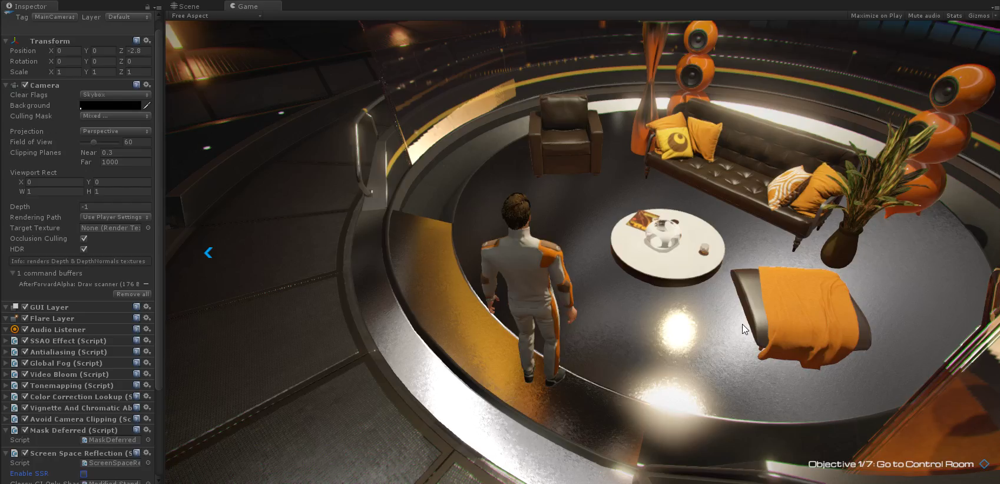 Inspector
Scene
Game
Tag MainCamera Layer Default
Free Aspect
Maximize on Play Mute audio Stats Gizmos
Transform
Position X 0 Y 0 Z -2.8
Rotation X 0 Y 0 Z 0
Scale X 1 Y 1 Z 1
Camera
Clear Flags Skybox
Background
Culling Mask Mixed ...
Projection Perspective
Field of View 60
Clipping Planes Near 0.3
Far 1000
Viewport Rect
X 0 Y 0
W 1 H 1
Depth -1
Rendering Path Use Player Settings
Target Texture None (Render Te
Occlusion Culling
HDR
Info: renders Depth & DepthNormals textures
1 command buffers
AfterForwardAlpha: Draw scanner (176 B
Remove all
GUI Layer
Flare Layer
Audio Listener
SSAO Effect (Script)
Antialiasing (Script)
Global Fog (Script)
Video Bloom (Script)
Tonemapping (Script)
Color Correction Lookup (S
Vignette And Chromatic Ab
Avoid Camera Clipping (Sc
Mask Deferred (Script)
Script MaskDeferred
Screen Space Reflection (S
Script ScreenSpaceRe
Enable SSR
Objective 1/7: Go to Control Room